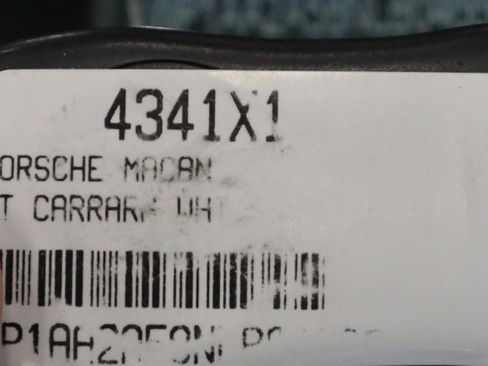 4341X1
ORSCHE MACAN
T CARRARA WH